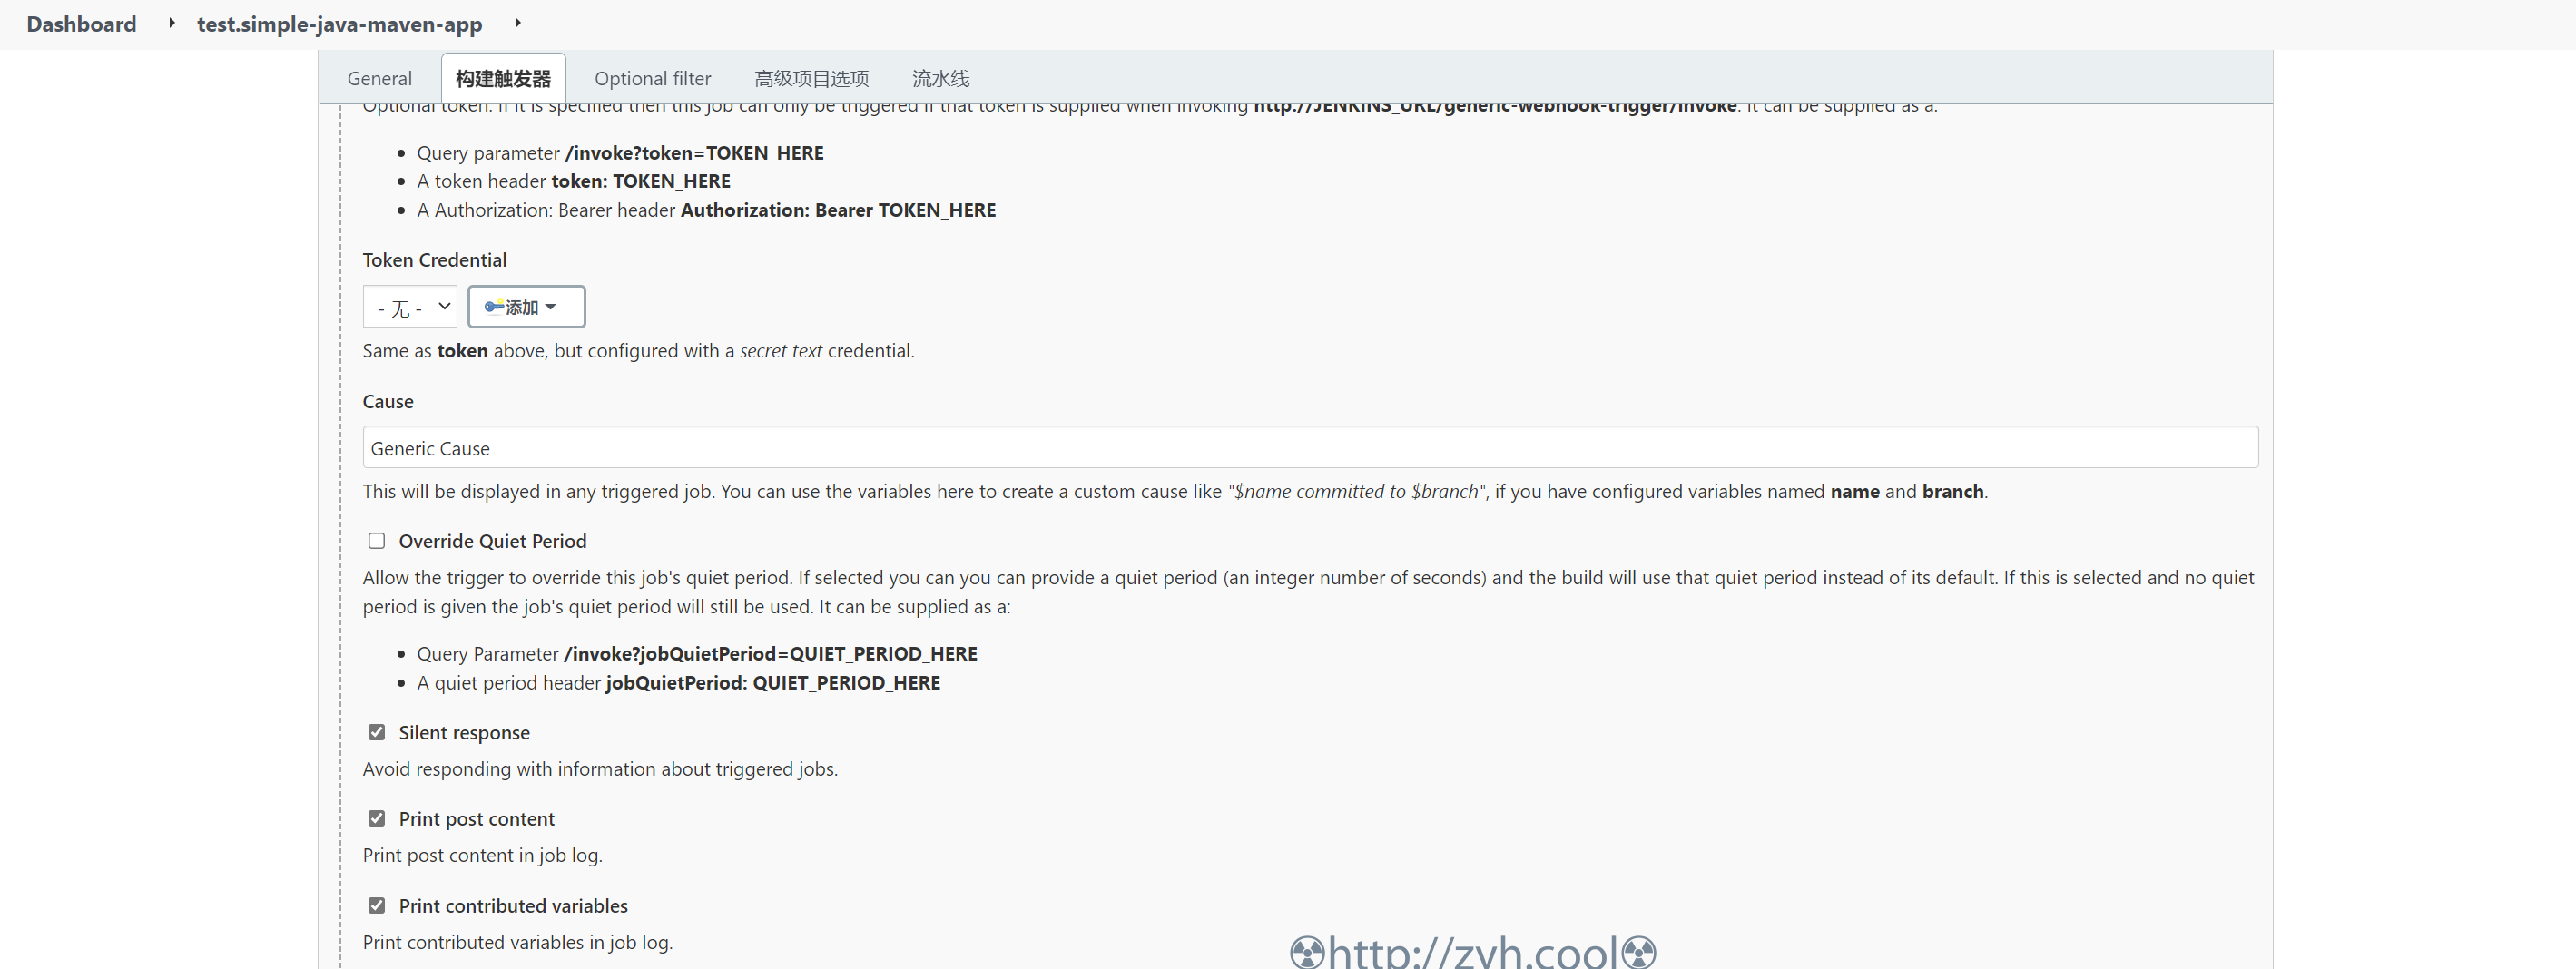 Dashboard
test.simple-java-maven-app
General
构建触发器
Optional filter
高级项目选项
流水线
Optional token. If it is specified then this job can only be triggered if that token is supplied when invoking http://JENKINS_URL/generic-webhook-trigger/invoke. It can be supplied as a:
Query parameter /invoke?token=TOKEN_HERE
A token header token: TOKEN_HERE
A Authorization: Bearer header Authorization: Bearer TOKEN_HERE
Token Credential
- 无 -
添加
Same as token above, but configured with a secret text credential.
Cause
Generic Cause
This will be displayed in any triggered job. You can use the variables here to create a custom cause like "$name committed to $branch", if you have configured variables named name and branch.
Override Quiet Period
Allow the trigger to override this job's quiet period. If selected you can you can provide a quiet period (an integer number of seconds) and the build will use that quiet period instead of its default. If this is selected and no quiet
period is given the job's quiet period will still be used. It can be supplied as a:
Query Parameter /invoke?jobQuietPeriod=QUIET_PERIOD_HERE
A quiet period header jobQuietPeriod: QUIET_PERIOD_HERE
Silent response
Avoid responding with information about triggered jobs.
Print post content
Print post content in job log.
Print contributed variables
Print contributed variables in job log.
☢http://zyh.cool☢